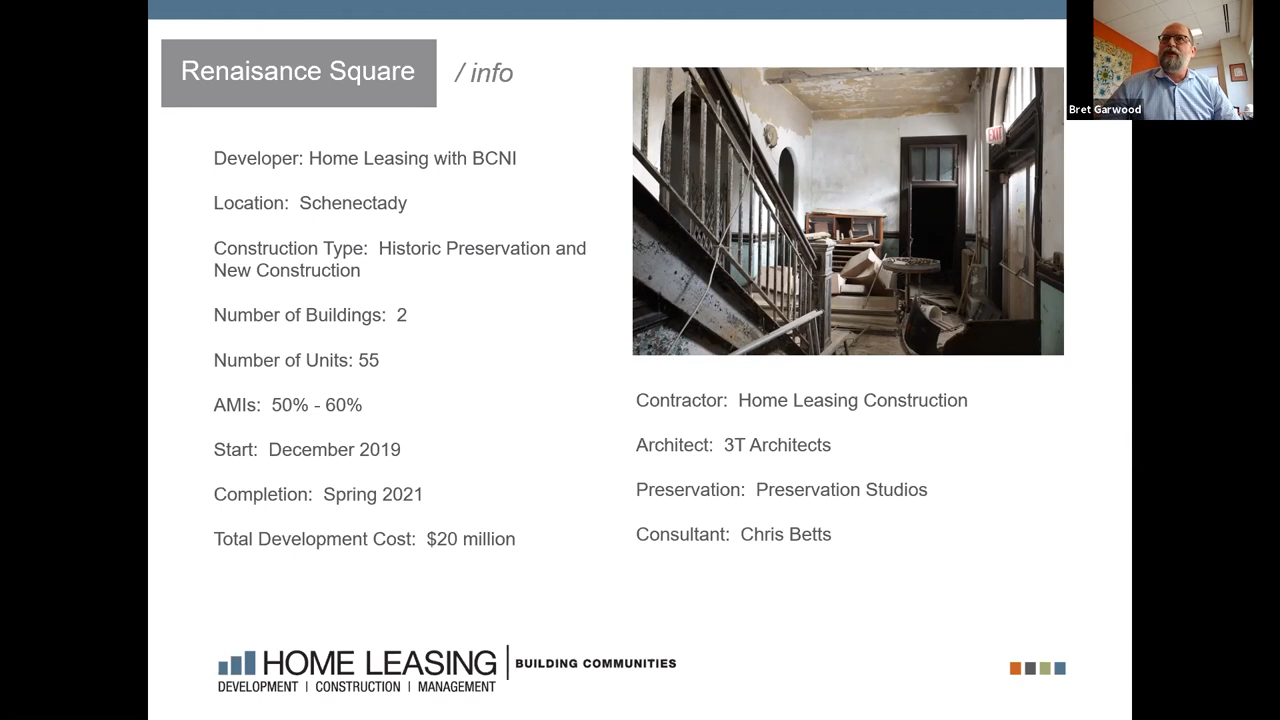 Renaisance Square
/ info
Developer: Home Leasing with BCNI
Location: Schenectady
Construction Type: Historic Preservation and
New Construction
Number of Buildings: 2
Number of Units: 55
AMIs: 50% - 60%
Start: December 2019
Completion: Spring 2021
Total Development Cost: $20 million
EXIT
Contractor: Home Leasing Construction
Architect: 3T Architects
Preservation: Preservation Studios
Consultant: Chris Betts
HOME LEASING
BUILDING COMMUNITIES
DEVELOPMENT | CONSTRUCTION | MANAGEMENT
Bret Garwood